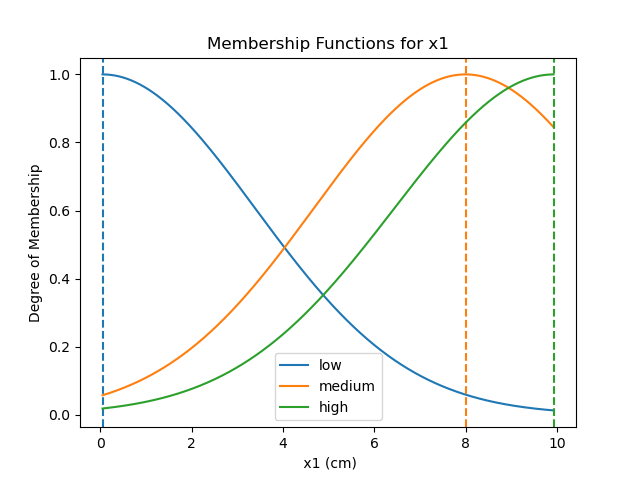 Membership Functions for x1
Degree of Membership
1.0
0.8
0.6
0.4
0.2
0.0
low
medium
high
0 2 4 6 8 10
x1 (cm)